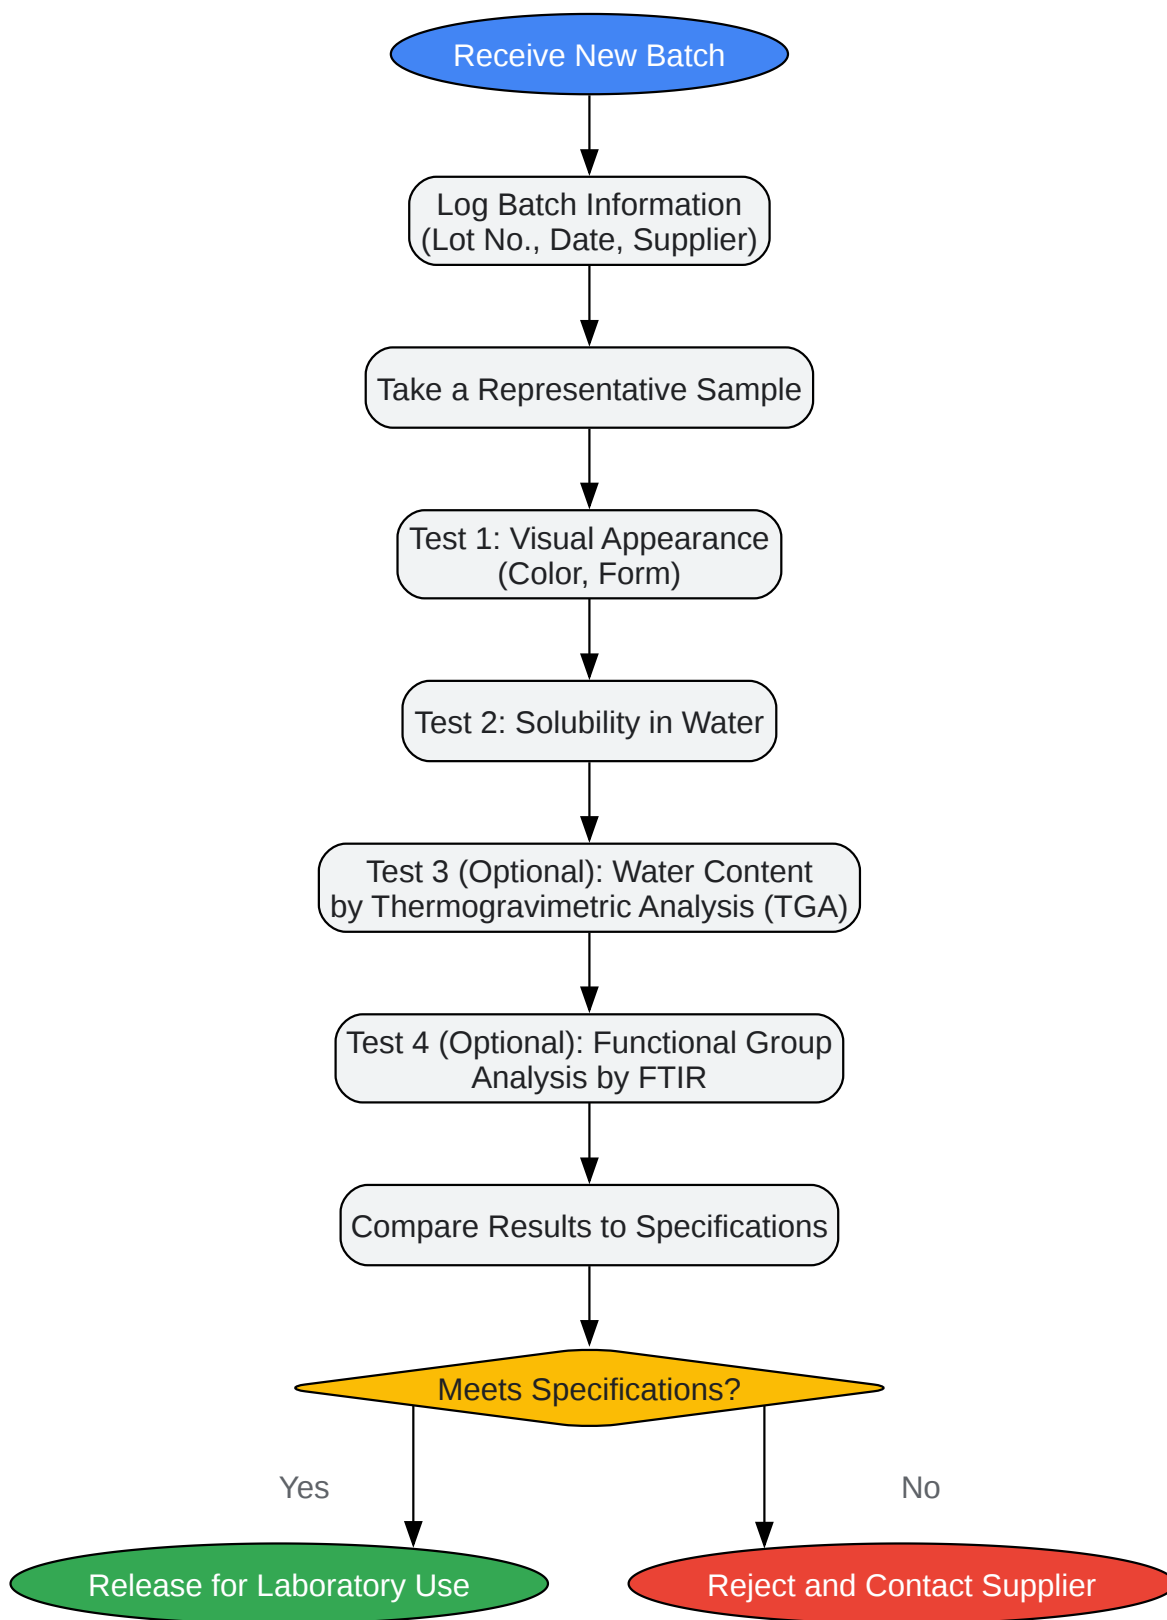 Receive New Batch
Log Batch Information
(Lot No., Date, Supplier)
Take a Representative Sample
Test 1: Visual Appearance
(Color, Form)
Test 2: Solubility in Water
Test 3 (Optional): Water Content
by Thermogravimetric Analysis (TGA)
Test 4 (Optional): Functional Group
Analysis by FTIR
Compare Results to Specifications
Meets Specifications?
Yes
No
Release for Laboratory Use
Reject and Contact Supplier